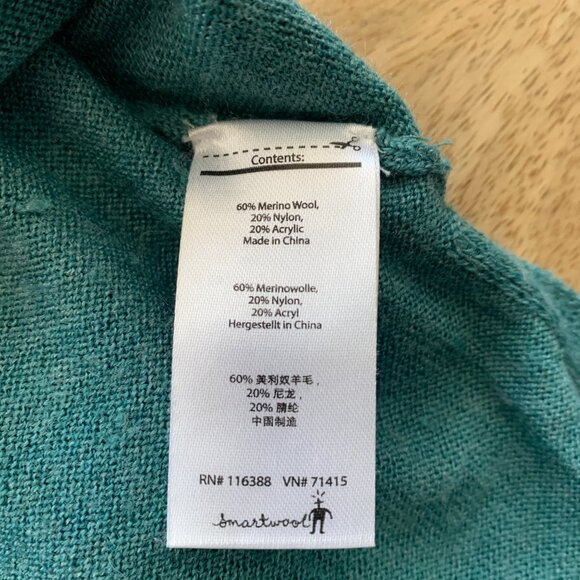 Contents:
60% Merino Wool,
20% Nylon,
20% Acrylic
Made in China
60% Merinowolle,
20% Nylon,
20% Acryl
Hergestellt in China
60% 美利奴羊毛,
20% 尼龙,
20% 腈纶
中国制造
RN# 116388 VN# 71415
Smartwool